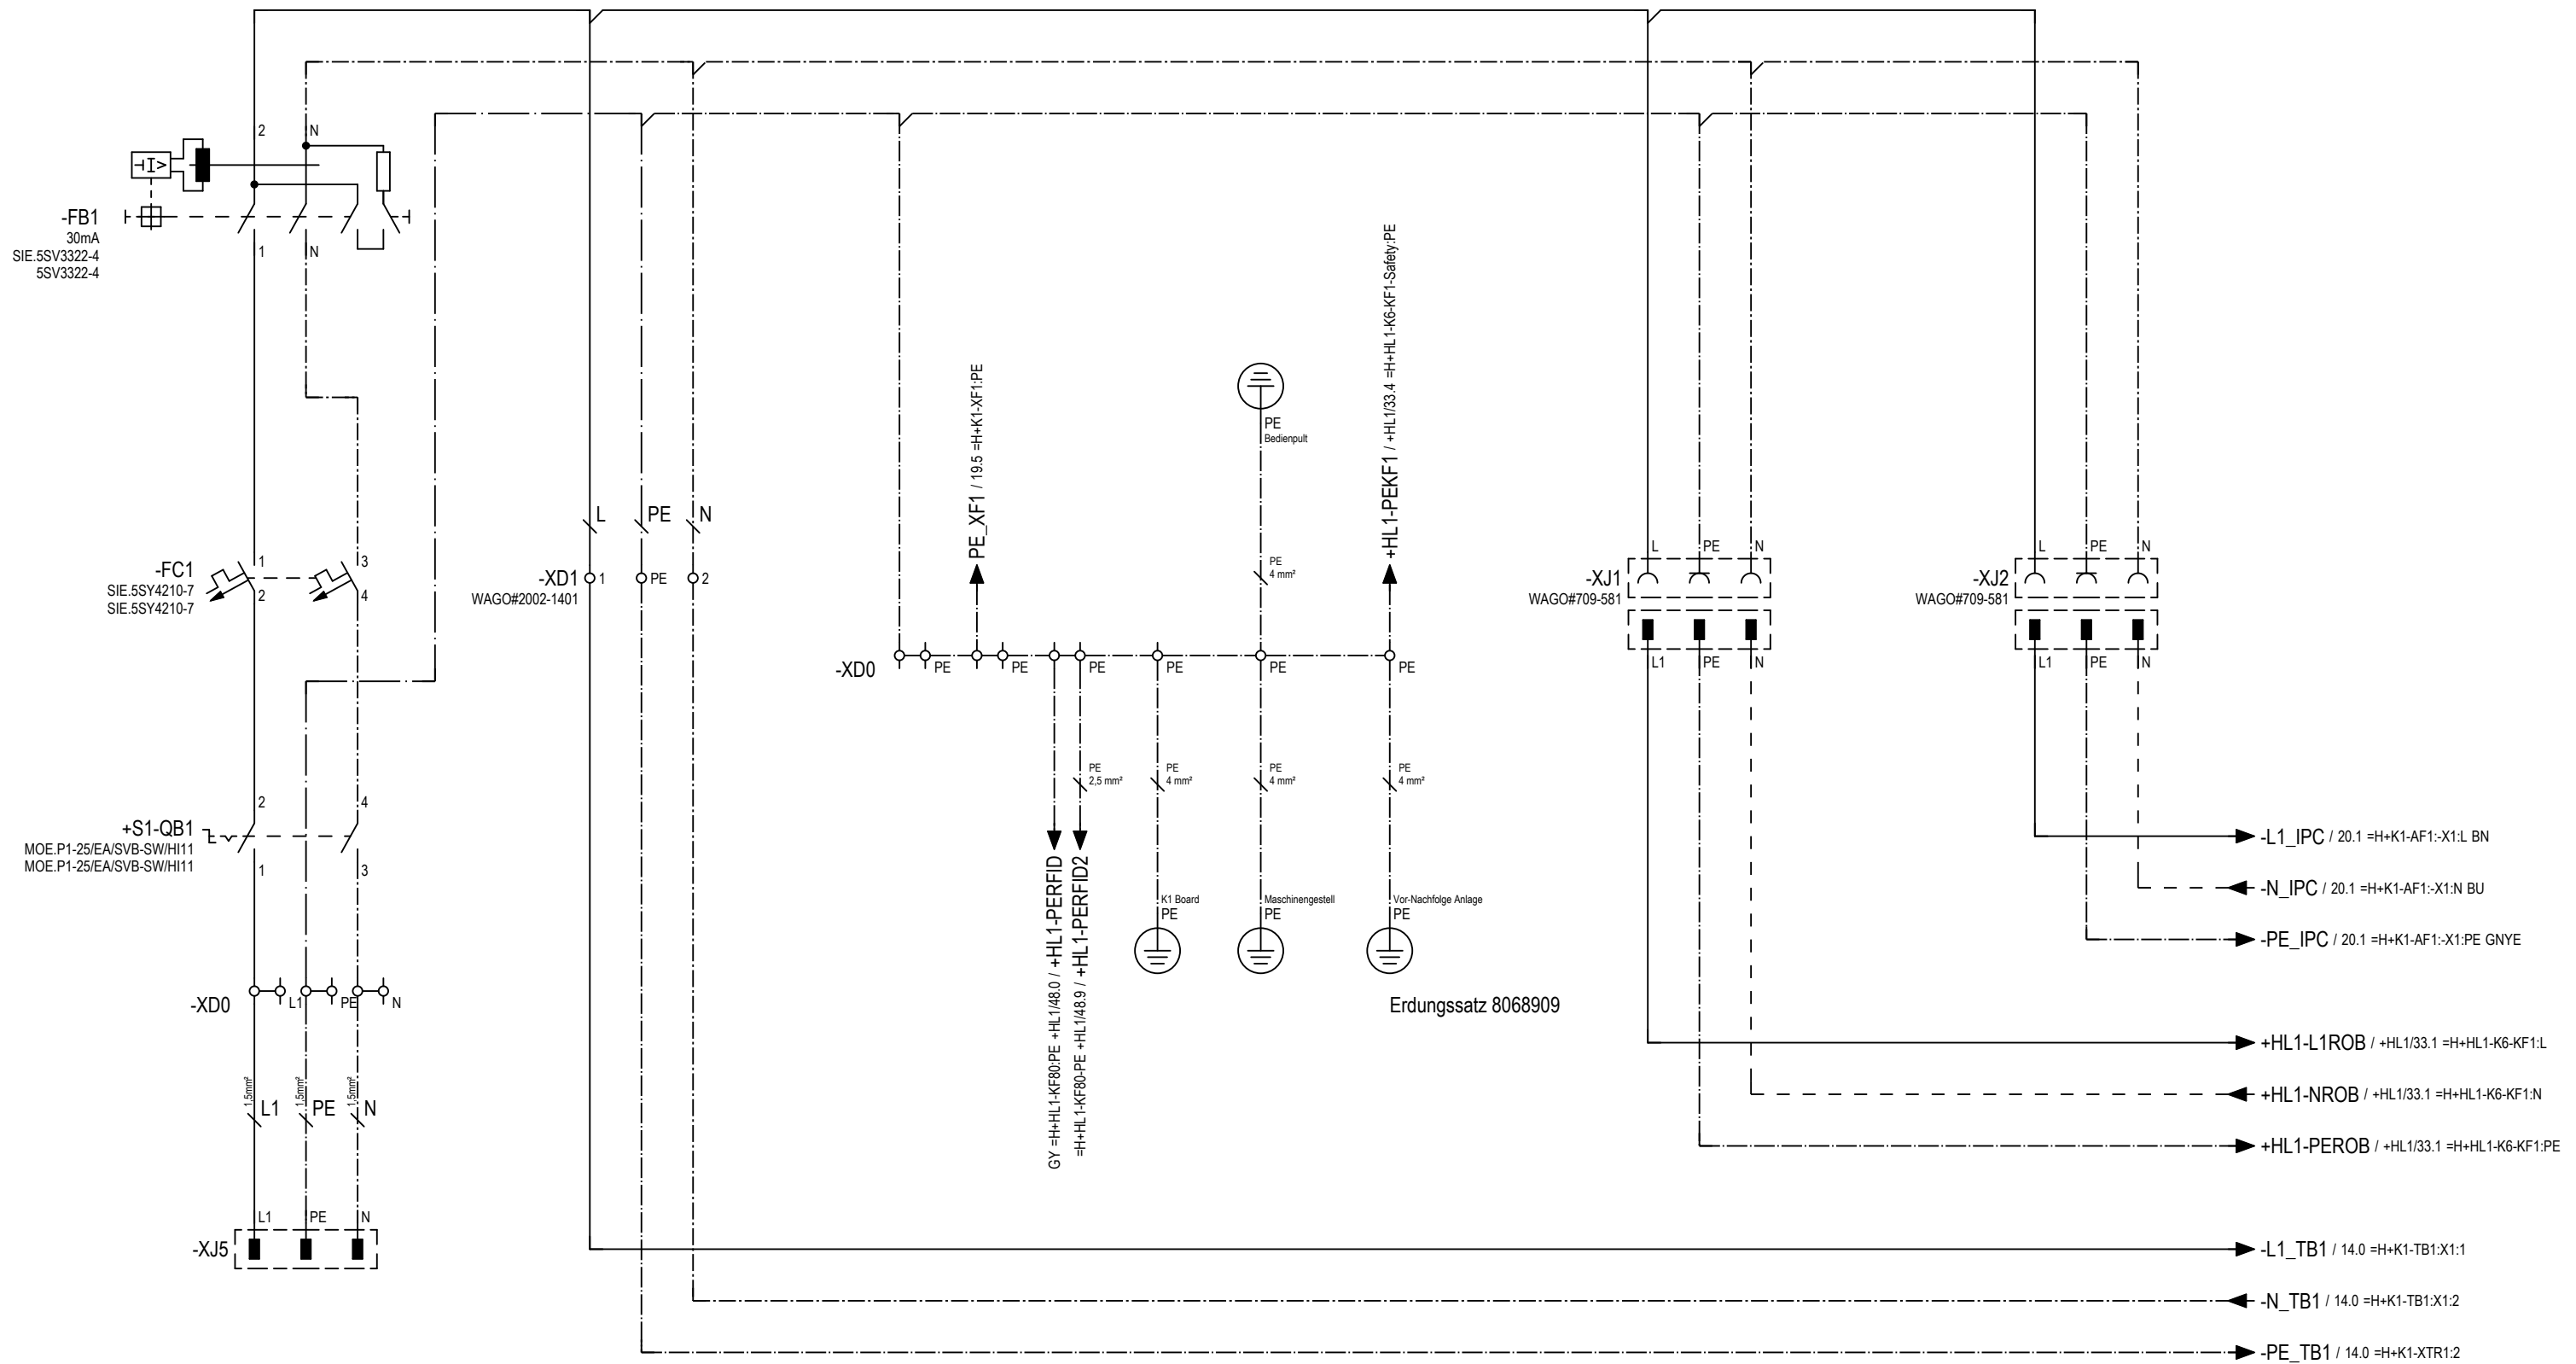 2
N
-FB1
30mA
SIE.5SV3322-4
5SV3322-4
1
N
-FC1
SIE.5SY4210-7
SIE.5SY4210-7
1
3
2
4
+S1-QB1
MOE.P1-25/EA/SVB-SW/HI11
MOE.P1-25/EA/SVB-SW/HI11
2
4
1
3
-XD0
L1
PE
N
1,5mm²
1,5mm²
1,5mm²
L1
PE
N
L1
PE
N
-XJ5
L
PE
N
-XD1
WAGO#2002-1401
1
PE
2
PE_XF1 / 19.5 =H+K1-XF1:PE
PE
Bedienpult
PE
4 mm²
+HL1-PEKF1 / +HL1/33.4 =H+HL1-K6-KF1-Safety:PE
-XD0
PE
PE
PE
PE
PE
PE
PE
2,5 mm²
PE
4 mm²
PE
4 mm²
PE
4 mm²
GY =H+HL1-KF80:PE +HL1/48.0 / +HL1-PERFID
=H+HL1-KF80-PE +HL1/48.9 / +HL1-PERFID2
K1 Board
PE
Maschinengestell
PE
Vor-Nachfolge Anlage
PE
Erdungssatz 8068909
L
PE
N
-XJ1
WAGO#709-581
L1
PE
N
L
PE
N
-XJ2
WAGO#709-581
L1
PE
N
-L1_IPC / 20.1 =H+K1-AF1:-X1:L BN
-N_IPC / 20.1 =H+K1-AF1:-X1:N BU
-PE_IPC / 20.1 =H+K1-AF1:-X1:PE GNYE
+HL1-L1ROB / +HL1/33.1 =H+HL1-K6-KF1:L
+HL1-NROB / +HL1/33.1 =H+HL1-K6-KF1:N
+HL1-PEROB / +HL1/33.1 =H+HL1-K6-KF1:PE
-L1_TB1 / 14.0 =H+K1-TB1:X1:1
-N_TB1 / 14.0 =H+K1-TB1:X1:2
-PE_TB1 / 14.0 =H+K1-XTR1:2